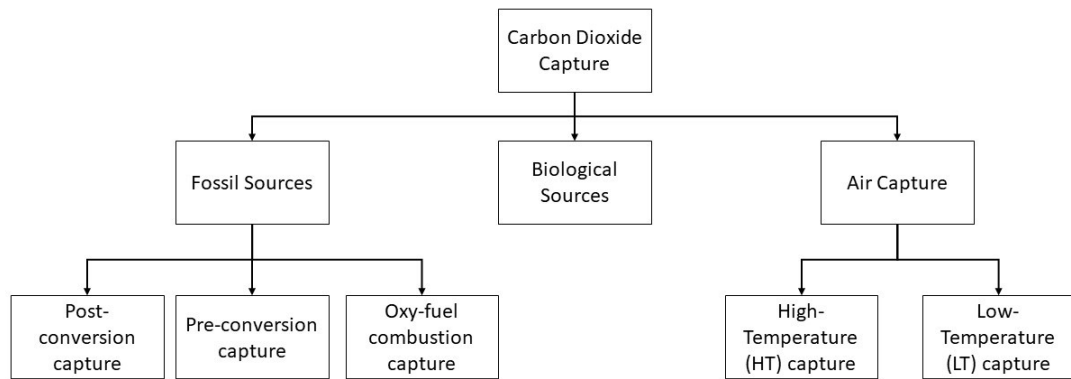 Carbon Dioxide
Capture
Fossil Sources
Biological
Sources
Air Capture
Post-
conversion
capture
Pre-conversion
capture
Oxy-fuel
combustion
capture
High-
Temperature
(HT) capture
Low-
Temperature
(LT) capture